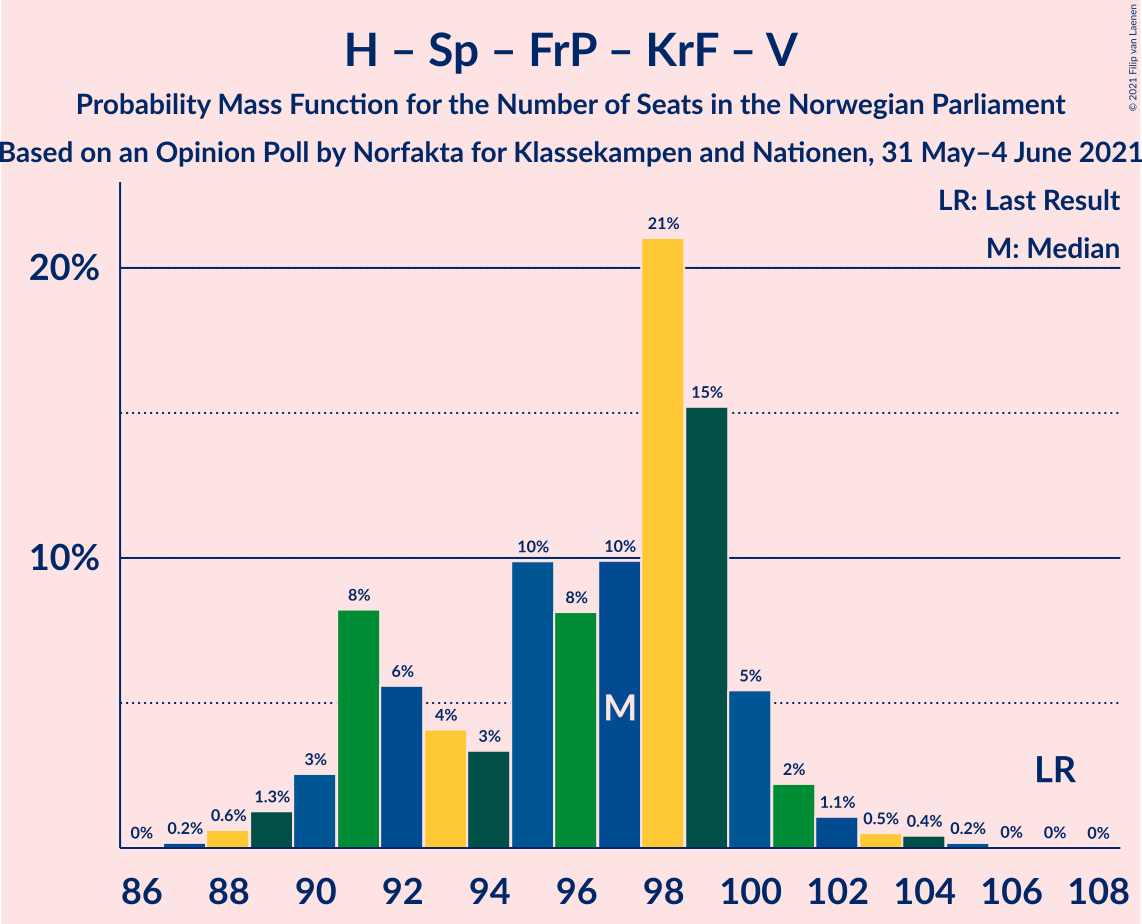 H – Sp – FrP – KrF – V
Probability Mass Function for the Number of Seats in the Norwegian Parliament
Based on an Opinion Poll by Norfakta for Klassekampen and Nationen, 31 May–4 June 2021
© 2021 Filip van Laenen
LR: Last Result
M: Median
20%
10%
0% 0.2% 0.6% 1.3% 3% 8% 6% 4% 3% 10% 8% 10% 21% 15% 5% 2% 1.1% 0.5% 0.4% 0.2% 0% 0% 0%
M
LR
86 88 90 92 94 96 98 100 102 104 106 108